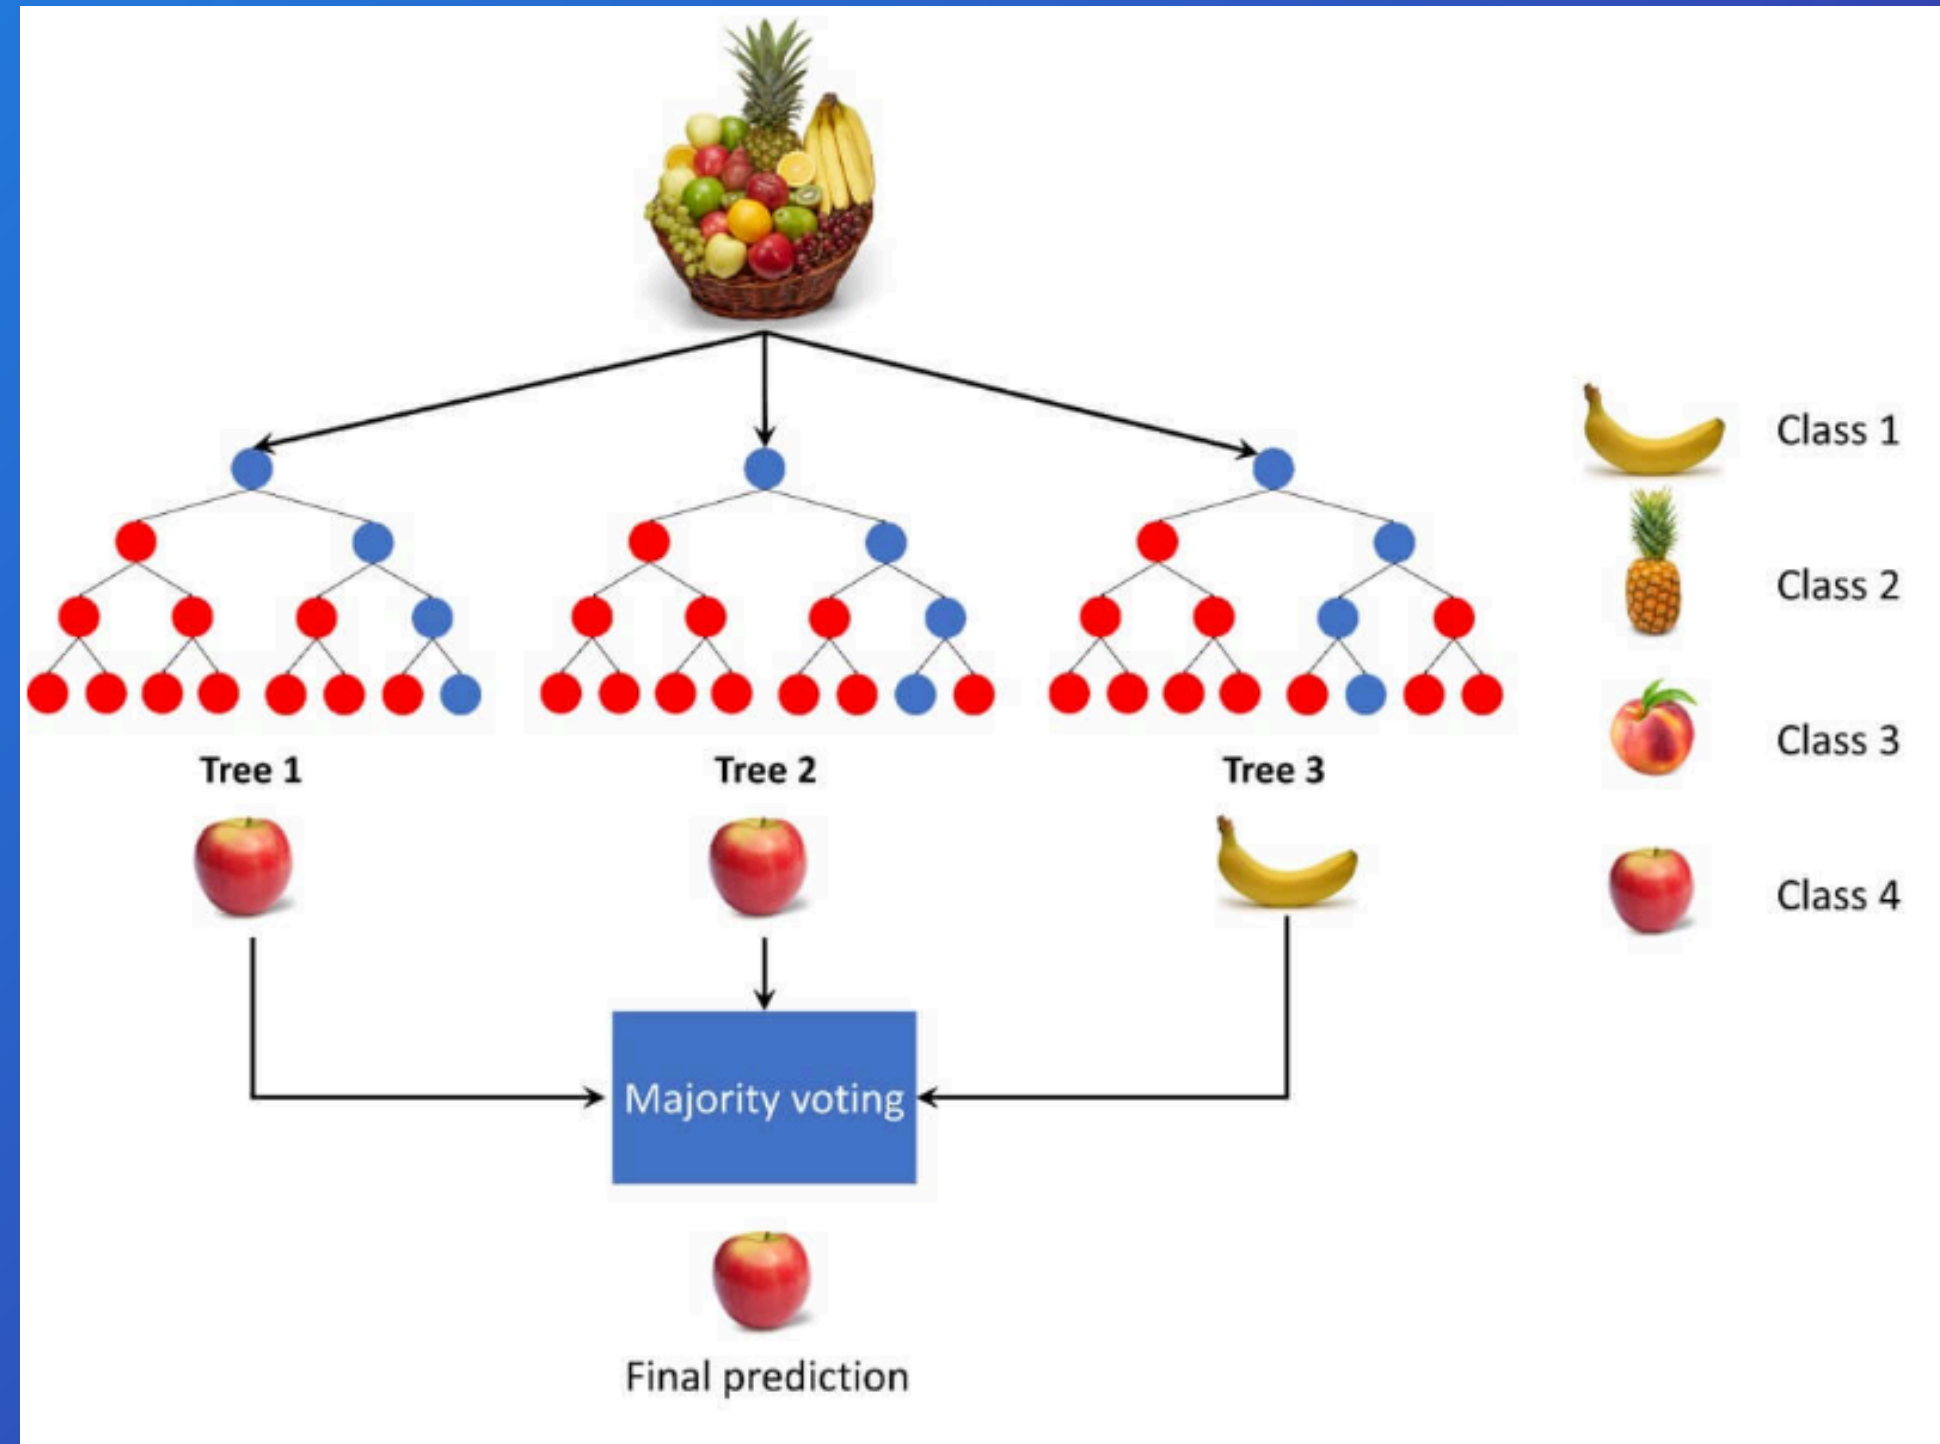 Class 1
Class 2
Tree 1
Tree 2
Tree 3
Class 3
Class 4
Majority voting
Final prediction